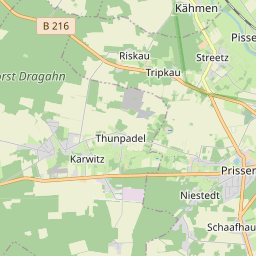 Kähmen
B 216
Pisse
Riskau
Streetz
Tripkau
orst Dragahn
Thunpadel
Karwitz
Prisser
Niestedt
Schaafhau